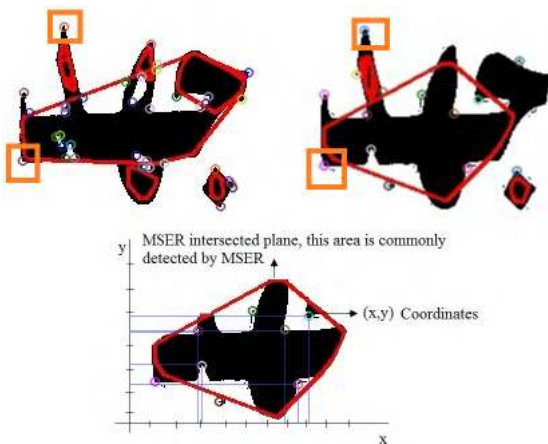 MSER intersected plane, this area is commonly
detected by MSER
y
(x,y) Coordinates
x